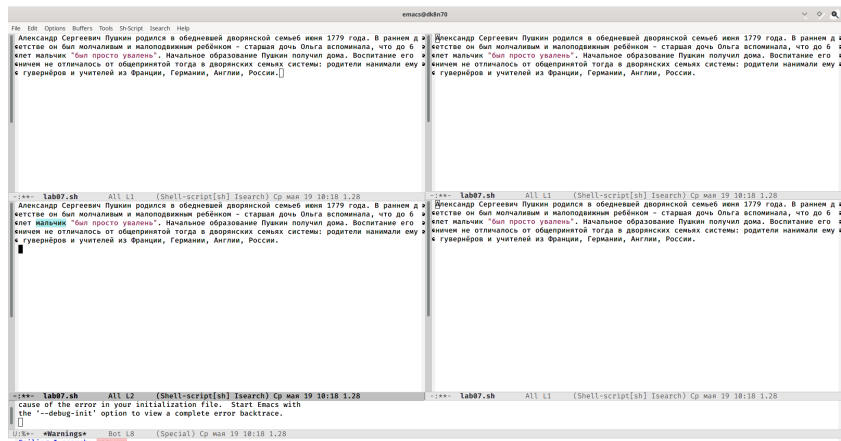 emacs@dk8n70
File Edit Options Buffers Tools Sh-Script Isearch Help
Александр Сергеевич Пушкин родился в обедневшей дворянской семье6 июня 1779 года. В раннем д
етстве он был молчаливым и малоподвижным ребёнком – старшая дочь Ольга вспоминала, что до 6
лет мальчик "был просто увалень". Начальное образование Пушкин получил дома. Воспитание его
ничем не отличалось от общепринятой тогда в дворянских семьях системы: родители нанимали ему
гувернёров и учителей из Франции, Германии, Англии, России.
-:**- lab07.sh All L1 (Shell-script[sh] Isearch) Ср мая 19 10:18 1.28
Александр Сергеевич Пушкин родился в обедневшей дворянской семье6 июня 1779 года. В раннем д
етстве он был молчаливым и малоподвижным ребёнком – старшая дочь Ольга вспоминала, что до 6
лет мальчик "был просто увалень". Начальное образование Пушкин получил дома. Воспитание его
ничем не отличалось от общепринятой тогда в дворянских семьях системы: родители нанимали ему
гувернёров и учителей из Франции, Германии, Англии, России.
-:**- lab07.sh All L1 (Shell-script[sh] Isearch) Ср мая 19 10:18 1.28
Александр Сергеевич Пушкин родился в обедневшей дворянской семье6 июня 1779 года. В раннем д
етстве он был молчаливым и малоподвижным ребёнком – старшая дочь Ольга вспоминала, что до 6
лет мальчик "был просто увалень". Начальное образование Пушкин получил дома. Воспитание его
ничем не отличалось от общепринятой тогда в дворянских семьях системы: родители нанимали ему
гувернёров и учителей из Франции, Германии, Англии, России.
-:**- lab07.sh All L2 (Shell-script[sh] Isearch) Ср мая 19 10:18 1.28
Александр Сергеевич Пушкин родился в обедневшей дворянской семье6 июня 1779 года. В раннем д
етстве он был молчаливым и малоподвижным ребёнком – старшая дочь Ольга вспоминала, что до 6
лет мальчик "был просто увалень". Начальное образование Пушкин получил дома. Воспитание его
ничем не отличалось от общепринятой тогда в дворянских семьях системы: родители нанимали ему
гувернёров и учителей из Франции, Германии, Англии, России.
-:**- lab07.sh All L1 (Shell-script[sh] Isearch) Ср мая 19 10:18 1.28
cause of the error in your initialization file. Start Emacs with
the '--debug-init' option to view a complete error backtrace.
U:%*- *Warnings* Bot L8 (Special) Ср мая 19 10:18 1.28